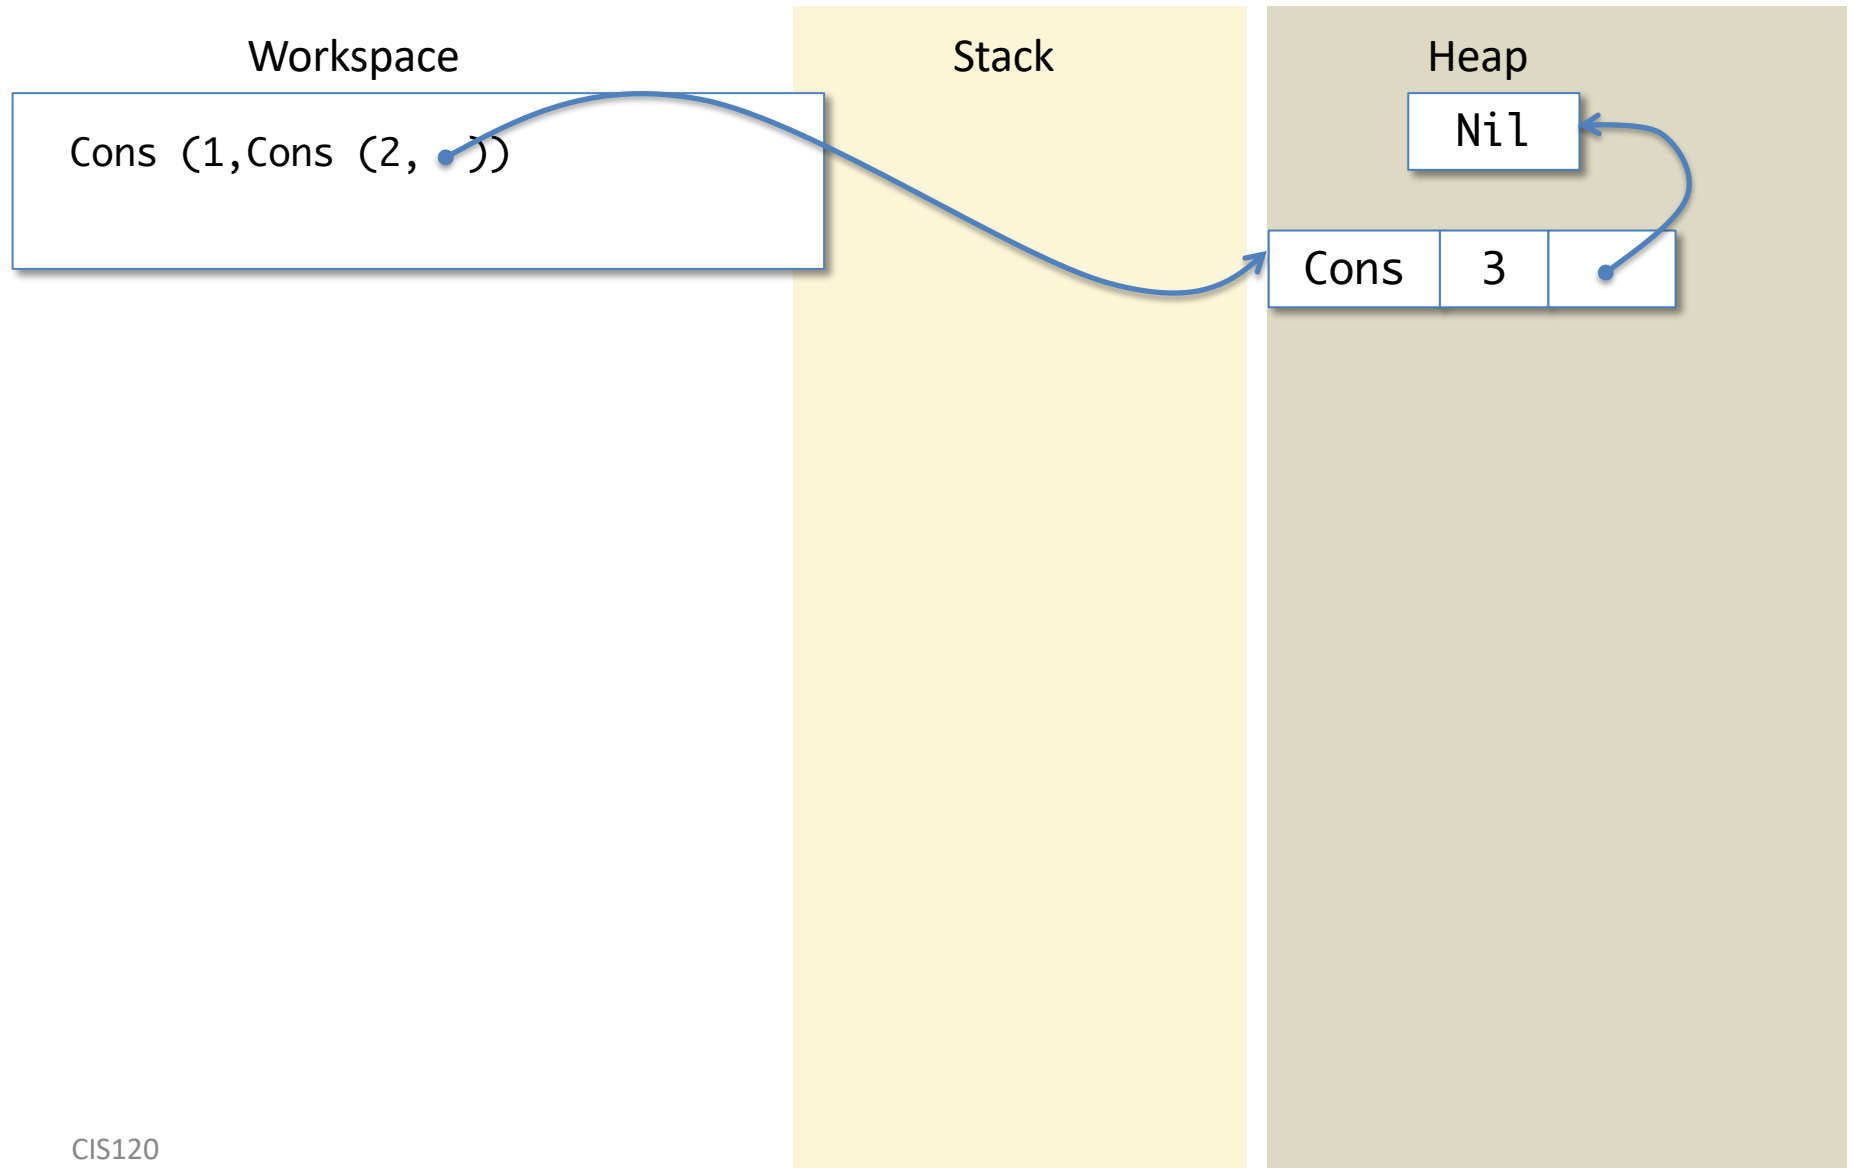 Workspace
Stack
Heap
Cons (1,Cons (2, ))
Nil
Cons 3
CIS120